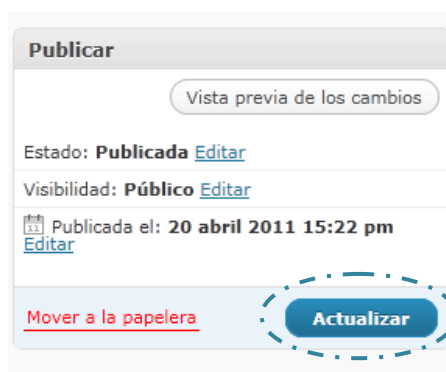 Publicar
Vista previa de los cambios
Estado: Publicada Editar
Visibilidad: Público Editar
11 Publicada el: 20 abril 2011 15:22 pm
Editar
Mover a la papelera Actualizar